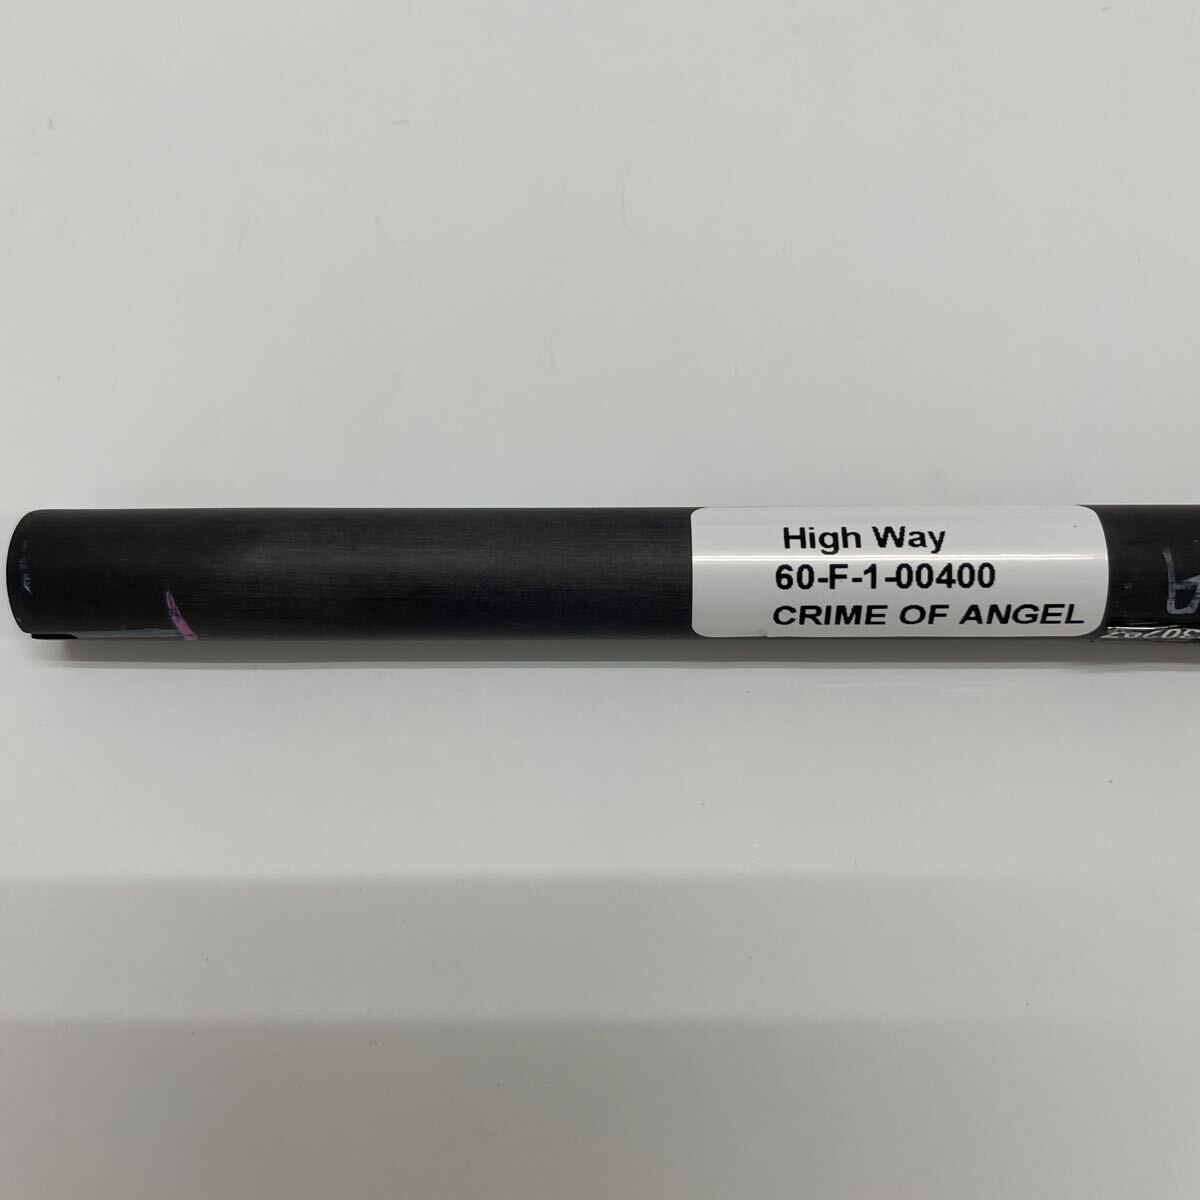 High Way
60-F-1-00400
CRIME OF ANGEL